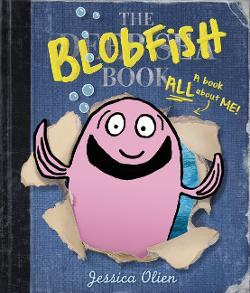 THE
BLOBFISH
BOOK
A book
ALL
about ME!
Jessica Olien